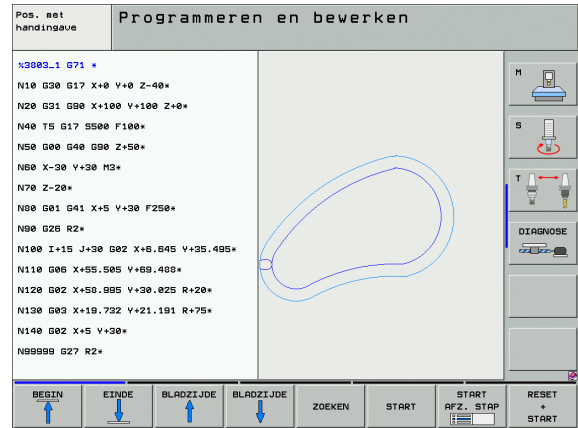 Pos. met
handingave
Programmeren en bewerken
%3803_1 G71 *
N10 G30 G17 X+0 Y+0 Z-40*
N20 G31 G90 X+100 Y+100 Z+0*
N40 T5 G17 S500 F100*
N50 G00 G40 G90 Z+50*
N60 X-30 Y+30 M3*
N70 Z-20*
N80 G01 G41 X+5 Y+30 F250*
N90 G26 R2*
N100 I+15 J+30 G02 X+6.645 Y+35.495*
N110 G06 X+55.505 Y+69.488*
N120 G02 X+58.995 Y+30.025 R+20*
N130 G03 X+19.732 Y+21.191 R+75*
N140 G02 X+5 Y+30*
N99999 G27 R2*
M
S
T
DIAGNOSE
BEGIN
EINDE
BLADZIJDE
BLADZIJDE
ZOEKEN
START
START
AFZ. STAP
RESET
+
START